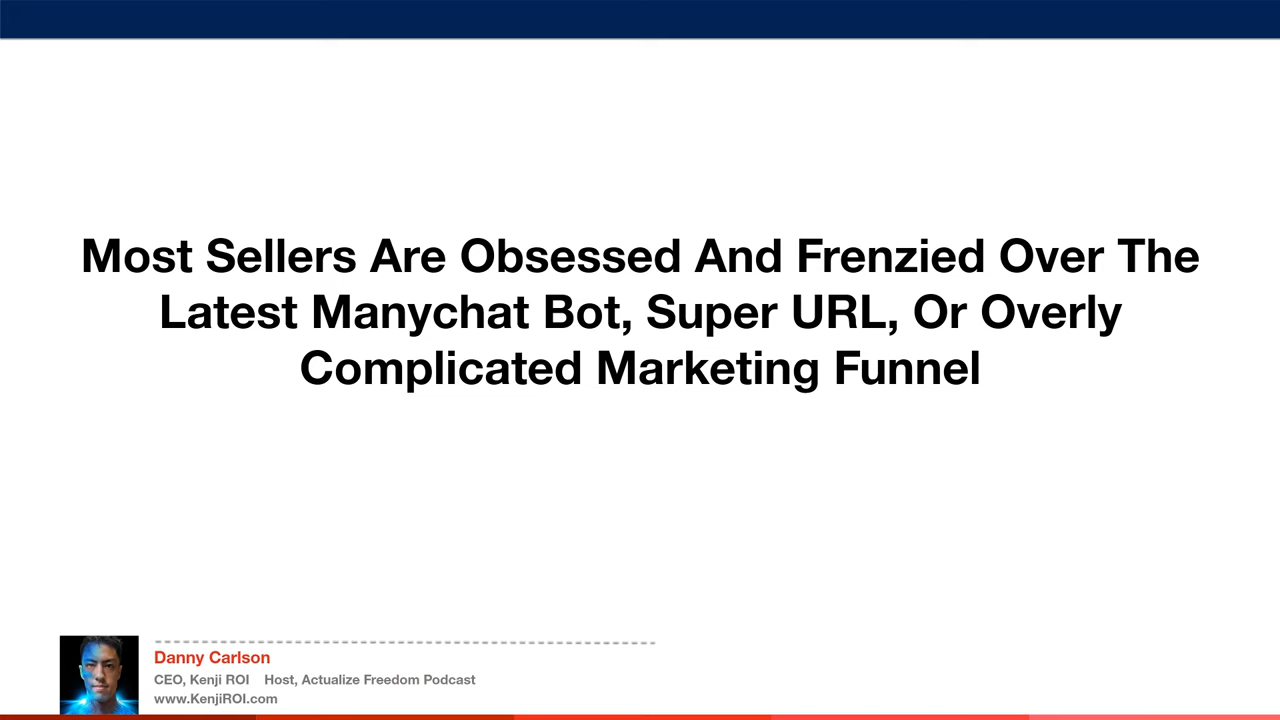 Most Sellers Are Obsessed And Frenzied Over The
Latest Manychat Bot, Super URL, Or Overly
Complicated Marketing Funnel
Danny Carlson
CEO, Kenji ROI    Host, Actualize Freedom Podcast
www.KenjiROI.com